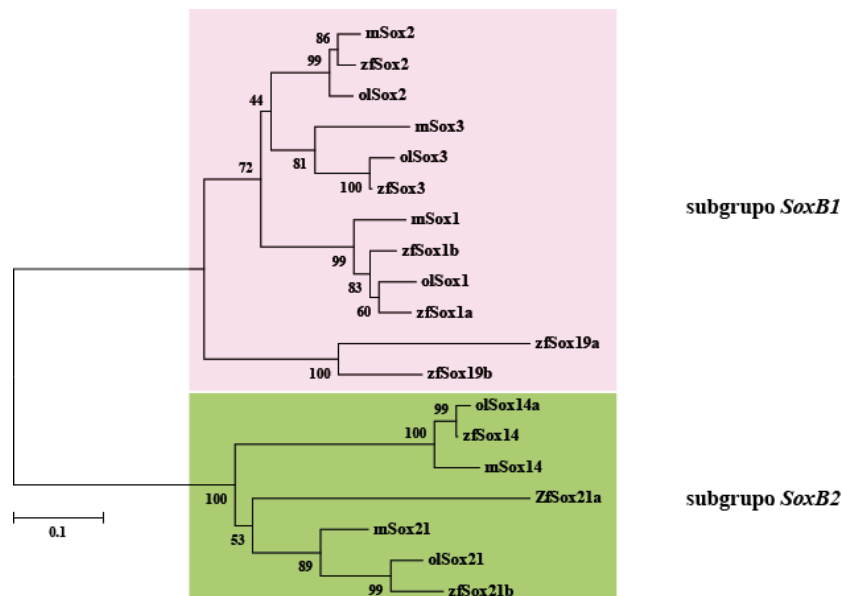 86
mSox2
99
zfSox2
olSox2
44
mSox3
81
olSox3
100
zfSox3
72
mSox1
99
zfSox1b
83
olSox1
60
zfSox1a
subgrupo SoxB1
zfSox19a
100
zfSox19b
99
olSox14a
100
zfSox14
mSox14
100
ZfSox21a
53
mSox21
89
olSox21
99
zfSox21b
subgrupo SoxB2
0.1